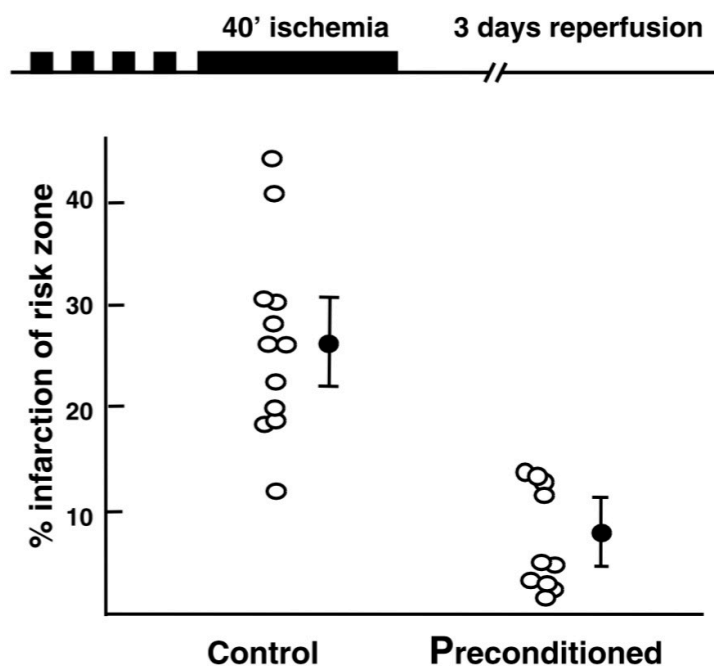 40’ ischemia 3 days reperfusion
% infarction of risk zone
40
30
20
10
Control Preconditioned